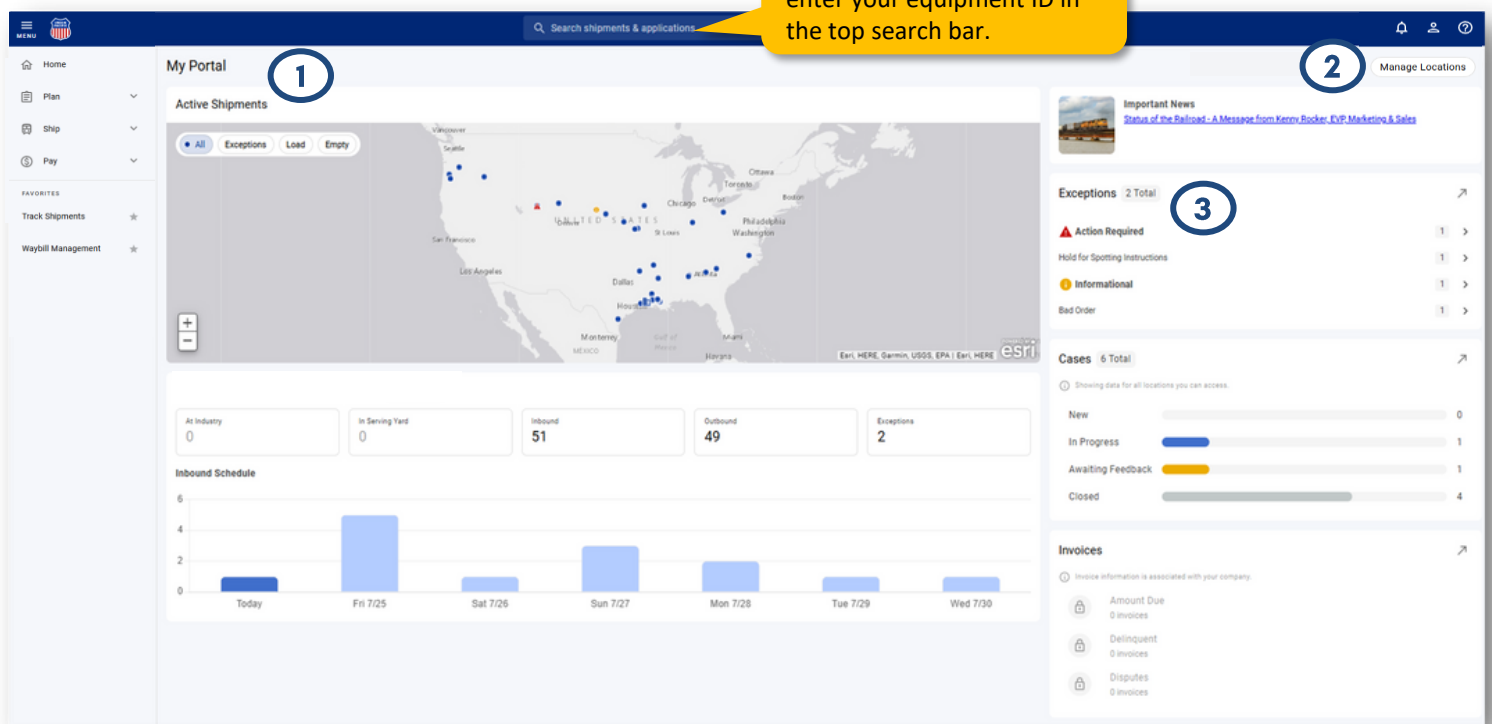 enter your equipment ID in
the top search bar.
MENU
Search shipments & applications
Home
Plan
Ship
Pay
FAVORITES
Track Shipments
Waybill Management
My Portal
1
2
Manage Locations
Active Shipments
All
Exceptions
Load
Empty
Vancouver
Seattle
Ottawa
Toronto
Boston
Chicago
Detroit
Denver
UNITED STATES
Philadelphia
St Louis
Washington
San Francisco
Los Angeles
Atlanta
Dallas
Houston
Monterrey
Gulf of
Mexico
Miami
MÉXICO
Havana
+
−
Esri, HERE, Garmin, USGS, EPA | Esri, HERE
esri
At Industry
0
In Serving Yard
0
Inbound
51
Outbound
49
Exceptions
2
Inbound Schedule
6
4
2
0
Today
Fri 7/25
Sat 7/26
Sun 7/27
Mon 7/28
Tue 7/29
Wed 7/30
Important News
Status of the Railroad - A Message from Kenny Rocker, EVP, Marketing & Sales
Exceptions 2 Total
3
Action Required 1
Hold for Spotting Instructions 1
Informational 1
Bad Order 1
Cases 6 Total
Showing data for all locations you can access.
New 0
In Progress 1
Awaiting Feedback 1
Closed 4
Invoices
Invoice information is associated with your company.
Amount Due
0 invoices
Delinquent
0 invoices
Disputes
0 invoices